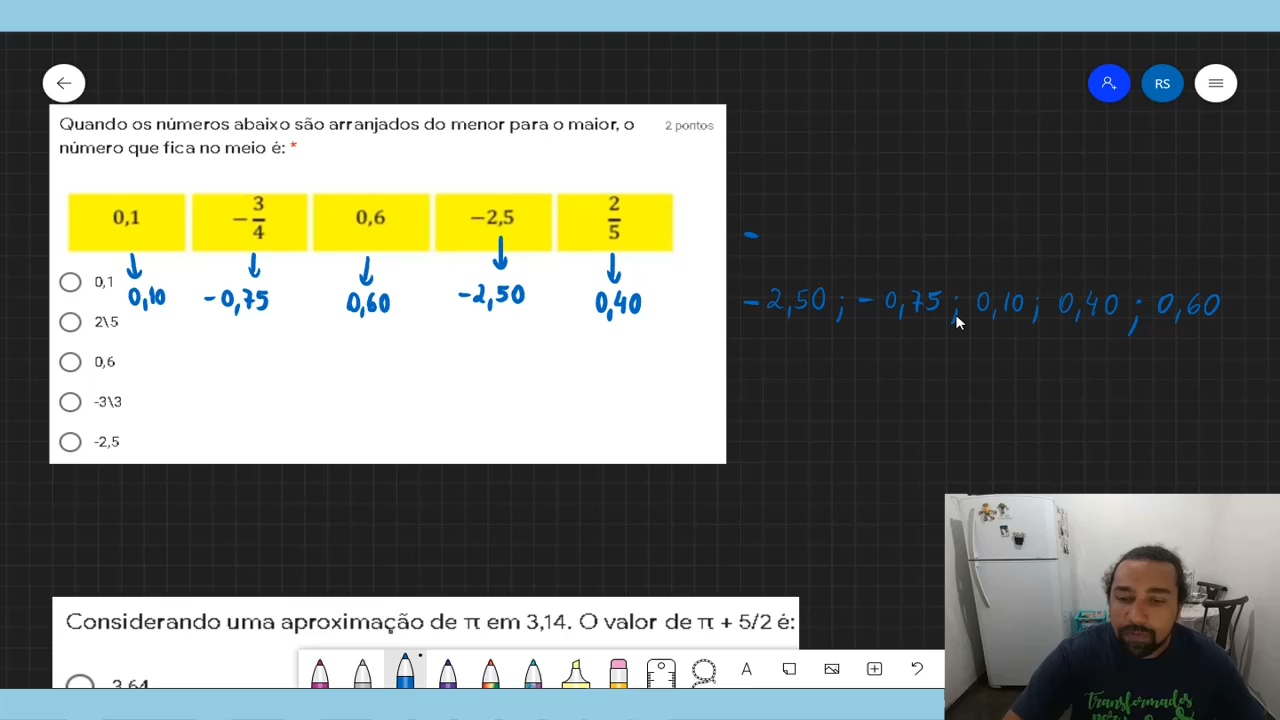 RS
Quando os números abaixo são arranjados do menor para o maior, o
2 pontos
número que fica no meio é: *
0,1 -3/4 0,6 -2,5 2/5
0,10 -0,75 0,60 -2,50 0,40
-
-2,50 ; -0,75 ; 0,10 ; 0,40 ; 0,60
0,1
2\5
0,6
-3\3
-2,5
Considerando uma aproximação de π em 3,14. O valor de π + 5/2 é:
3,64
A
transformados